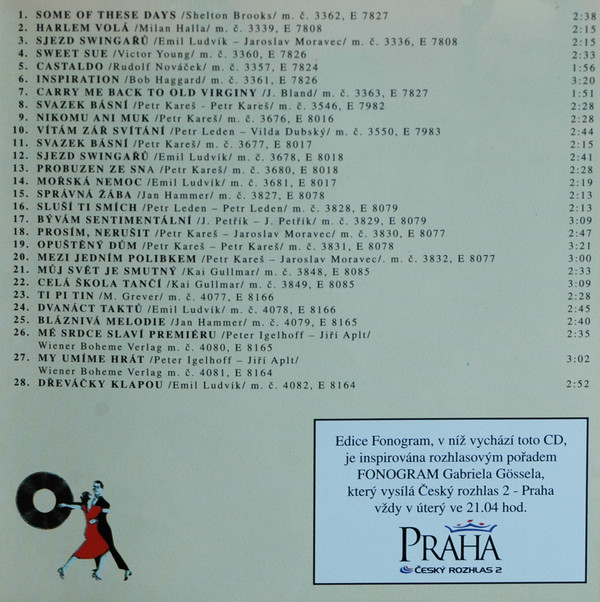 1. SOME OF THESE DAYS /Shelton Brooks/ m. č. 3362, E 7827 2:38
2. HARLEM VOLÁ /Milan Halla/ m. č. 3339, E 7808 2:15
3. SJEZD SWINGAŘŮ /Emil Ludvík - Jaroslav Moravec/ m. č. 3336, E 7808 2:15
4. SWEET SUE /Victor Young/ m. č. 3360, E 7826 2:33
5. CASTALDO /Rudolf Nováček/ m. č. 3357, E 7824 1:56
6. INSPIRATION /Bob Haggard/ m. č. 3361, E 7826 3:20
7. CARRY ME BACK TO OLD VIRGINY /J. Bland/ m. č. 3363, E 7827 1:51
8. SVAZEK BÁSNÍ /Petr Kareš - Petr Kareš/ m. č. 3546, E 7982 2:28
9. NIKOMU ANI MUK /Petr Kareš/ m. č. 3676, E 8016 2:28
10. VÍTÁM ZÁŘ SVÍTÁNÍ /Petr Leden – Vilda Dubský/ m. č. 3550, E 7983 2:44
11. SVAZEK BÁSNÍ /Petr Kareš/ m. č. 3677, E 8017 2:15
12. SJEZD SWINGAŘŮ /Emil Ludvík/ m. č. 3678, E 8018 2:41
13. PROBUZEN ZE SNA /Petr Kareš/ m. č. 3680, E 8018 2:28
14. MOŘSKÁ NEMOC /Emil Ludvík/ m. č. 3681, E 8017 2:19
15. SPRÁVNÁ ŽÁBA /Jan Hammer/ m. č. 3827, E 8078 2:13
16. SLUŠÍ TI SMÍCH /Petr Leden – Petr Leden/ m. č. 3828, E 8079 2:13
17. BÝVÁM SENTIMENTÁLNÍ /J. Petřík – J. Petřík/ m. č. 3829, E 8079 3:09
18. PROSÍM, NERUŠIT /Petr Kareš – Jaroslav Moravec/ m. č. 3830, E 8077 2:47
19. OPUŠTĚNÝ DŮM /Petr Kareš – Petr Kareš/ m. č. 3831, E 8078 3:21
20. MEZI JEDNÍM POLIBKEM /Petr Kareš – Jaroslav Moravec/. m. č. 3832, E 8077 3:00
21. MŮJ SVĚT JE SMUTNÝ /Kai Gullmar/ m. č. 3848, E 8085 2:33
22. CELÁ ŠKOLA TANČÍ /Kai Gullmar/ m. č. 3849, E 8085 3:09
23. TI PI TIN /M. Grever/ m. č. 4077, E 8166 2:28
24. DVANÁCT TAKTŮ /Emil Ludvík/ m. č. 4078, E 8166 2:45
25. BLÁZNIVÁ MELODIE /Jan Hammer/ m. č. 4079, E 8165 2:40
26. MÉ SRDCE SLAVÍ PREMIÉRU /Peter Igelhoff – Jiří Aplt/ 2:35
Wiener Boheme Verlag m. č. 4080, E 8165
27. MY UMÍME HRÁT /Peter Igelhoff – Jiří Aplt/ 3:02
Wiener Boheme Verlag m. č. 4081, E 8164
28. DŘEVÁČKY KLAPOU /Emil Ludvík/ m. č. 4082, E 8164 2:52
Edice Fonogram, v níž vychází toto CD,
je inspirována rozhlasovým pořadem
FONOGRAM Gabriela Gössela,
který vysílá Český rozhlas 2 - Praha
vždy v úterý ve 21.04 hod.
PRAHA
ČESKÝ ROZHLAS 2